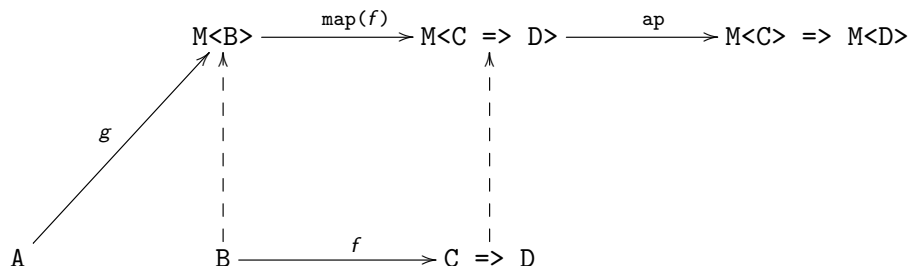 map(f) ap
M<B> M<C => D> M<C> => M<D>
g
f
A B C => D